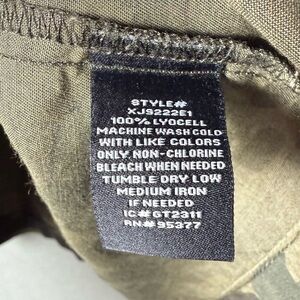 STYLE#
XJ9222E1
100% LYOCELL
MACHINE WASH COLD
WITH LIKE COLORS
ONLY NON-CHLORINE
BLEACH WHEN NEEDED
TUMBLE DRY LOW
MEDIUM IRON
IF NEEDED
IC# GT2311
RN# 95377